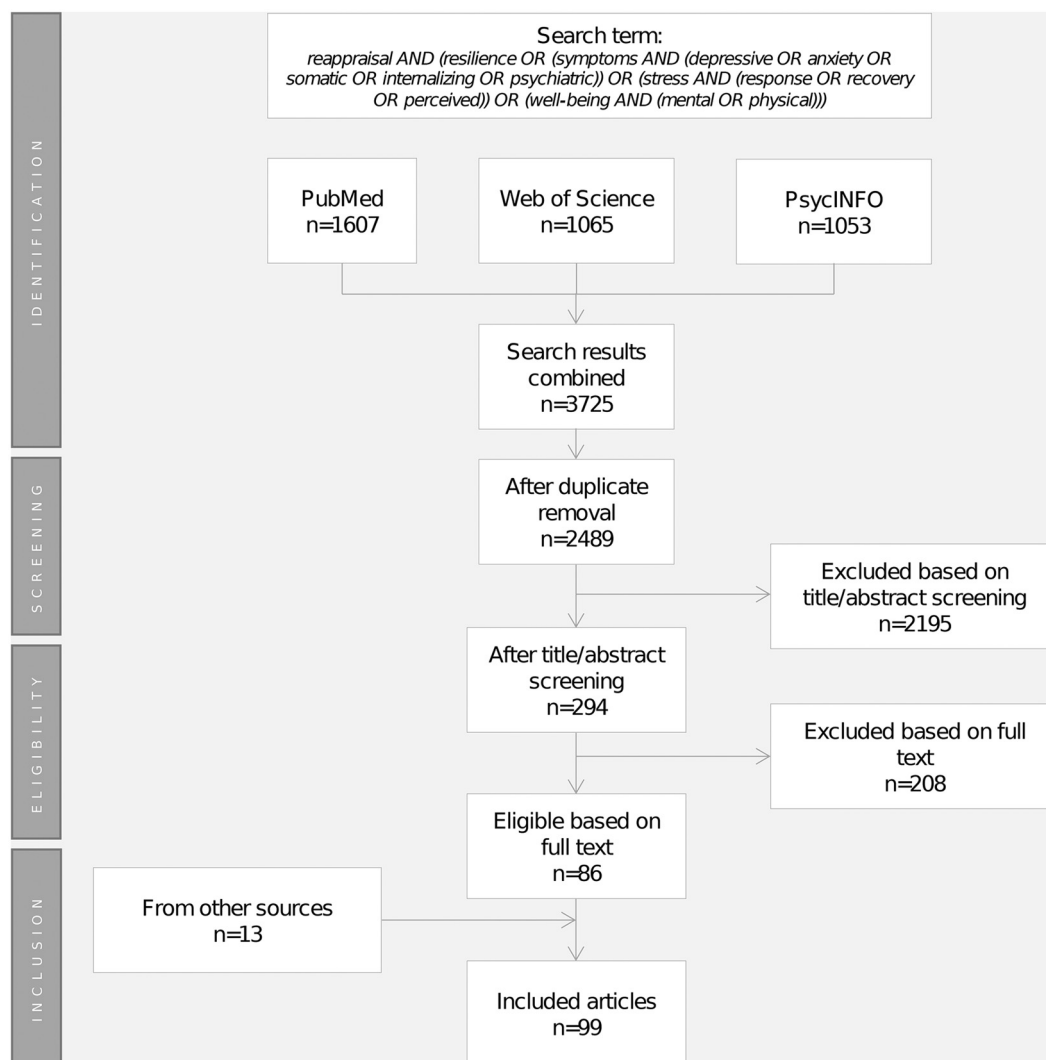 Search term:
reappraisal AND (resilience OR (symptoms AND (depressive OR anxiety OR
somatic OR internalizing OR psychiatric)) OR (stress AND (response OR recovery
OR perceived)) OR (well-being AND (mental OR physical)))
IDENTIFICATION
PubMed
n=1607
Web of Science
n=1065
PsycINFO
n=1053
Search results
combined
n=3725
SCREENING
After duplicate
removal
n=2489
Excluded based on
title/abstract screening
n=2195
ELIGIBILITY
After title/abstract
screening
n=294
Excluded based on full
text
n=208
Eligible based on
full text
n=86
INCLUSION
From other sources
n=13
Included articles
n=99